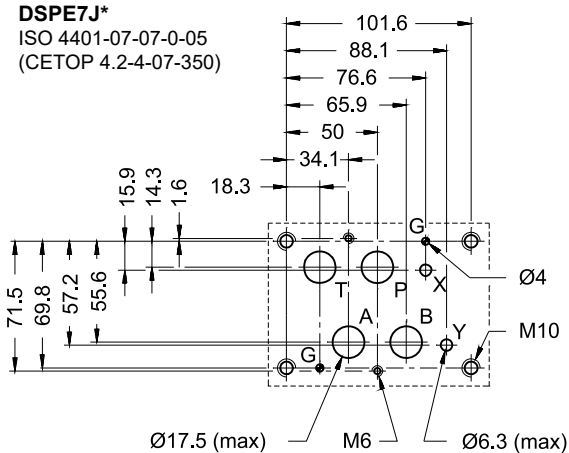 DSPE7J*
ISO 4401-07-07-0-05
(CETOP 4.2-4-07-350)
101.6
88.1
76.6
65.9
50
34.1
18.3
15.9
14.3
1.6
71.5
69.8
57.2
55.6
G
T
P
X
A
B
Y
G
Ø4
M10
Ø17.5 (max)
M6
Ø6.3 (max)